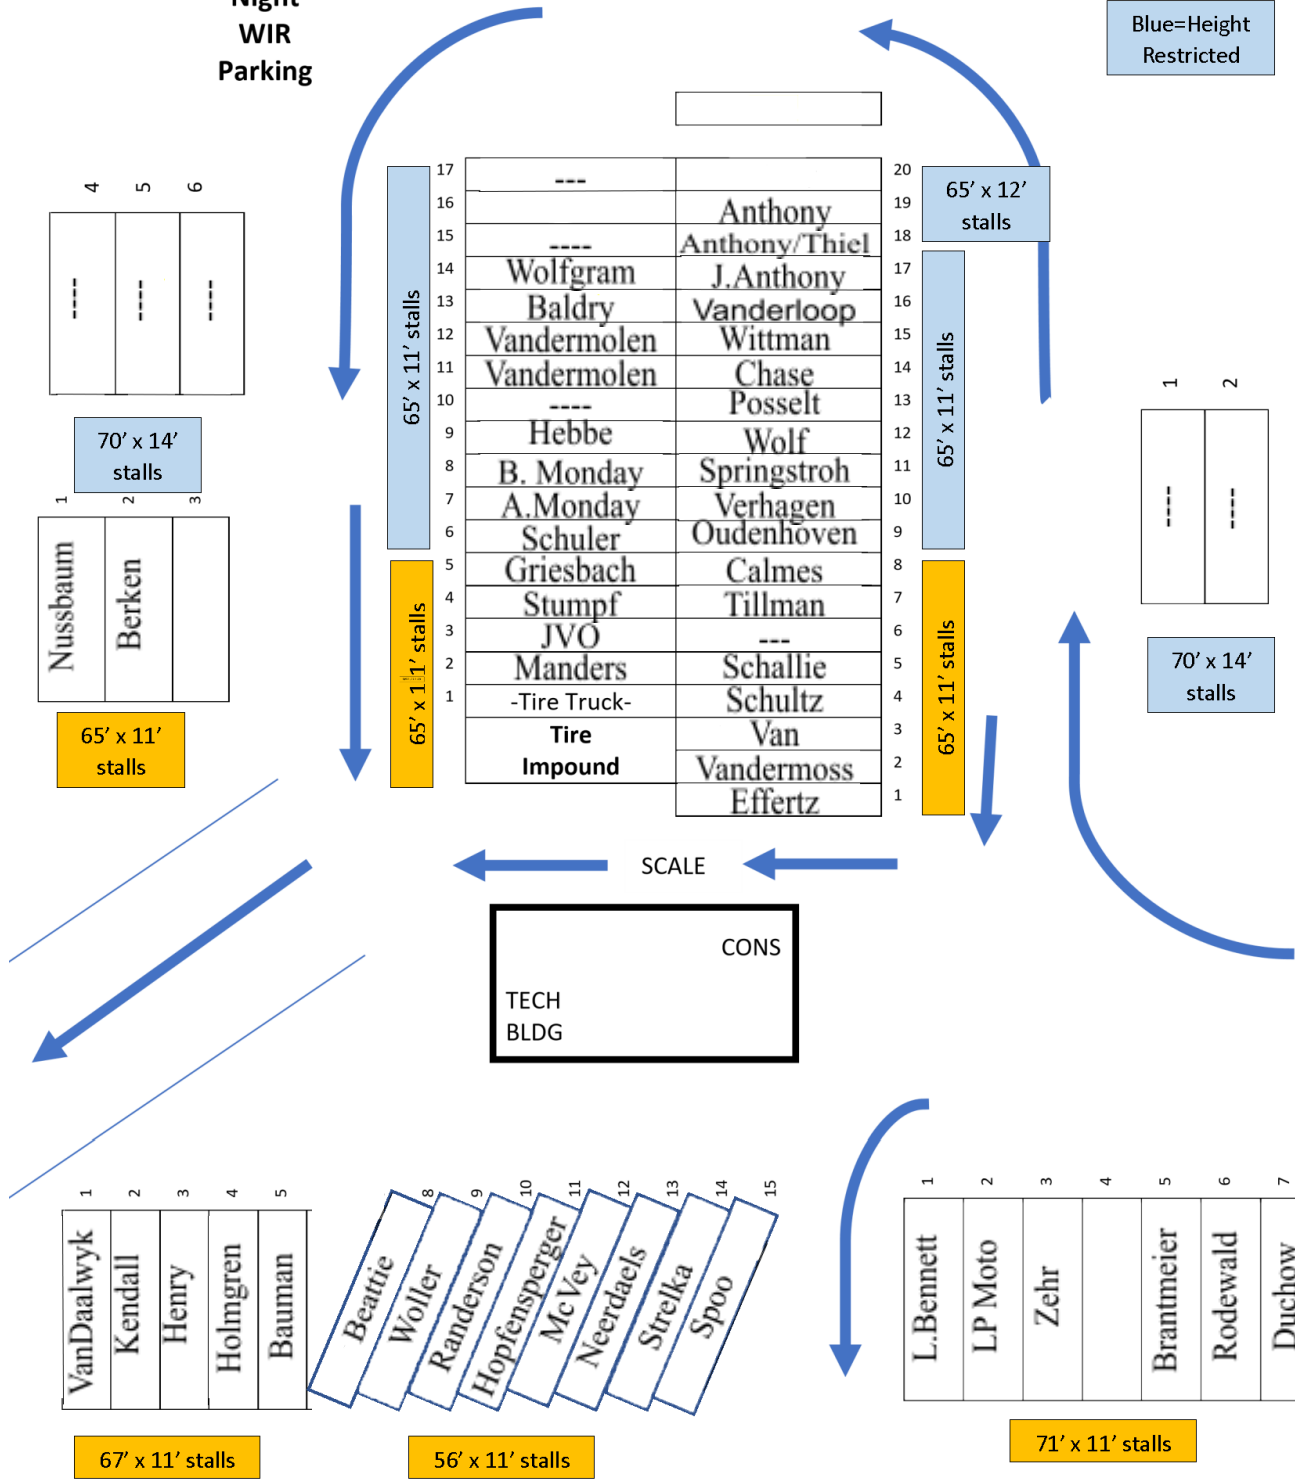 Night
WIR
Parking
Blue=Height
Restricted
4
5
6
----
----
----
70’ x 14’
stalls
1
2
3
Nussbaum
Berken
65’ x 11’
stalls
65’ x 11’ stalls
65’ x 11’ stalls
17 --- 20
16 Anthony 19
15 ---- Anthony/Thiel 18
14 Wolfgram J.Anthony 17
13 Baldry Vanderloop 16
12 Vandermolen Wittman 15
11 Vandermolen Chase 14
10 ---- Posselt 13
9 Hebbe Wolf 12
8 B. Monday Springstroh 11
7 A.Monday Verhagen 10
6 Schuler Oudenhoven 9
5 Griesbach Calmes 8
4 Stumpf Tillman 7
3 JVO --- 6
2 Manders Schallie 5
1 -Tire Truck- Schultz 4
Tire Van 3
Impound Vandermoss 2
Effertz 1
65’ x 12’
stalls
65’ x 11’ stalls
65’ x 11’ stalls
1
2
----
----
70’ x 14’
stalls
SCALE
CONS
TECH
BLDG
1
2
3
4
5
VanDaalwyk
Kendall
Henry
Holmgren
Bauman
67’ x 11’ stalls
8
9
10
11
12
13
14
15
Beattie
Woller
Randerson
Hopfensperger
McVey
Neerdaels
Strelka
Spoo
56’ x 11’ stalls
1
2
3
4
5
6
7
L.Bennett
LP Moto
Zehr
Brantmeier
Rodewald
Duchow
71’ x 11’ stalls